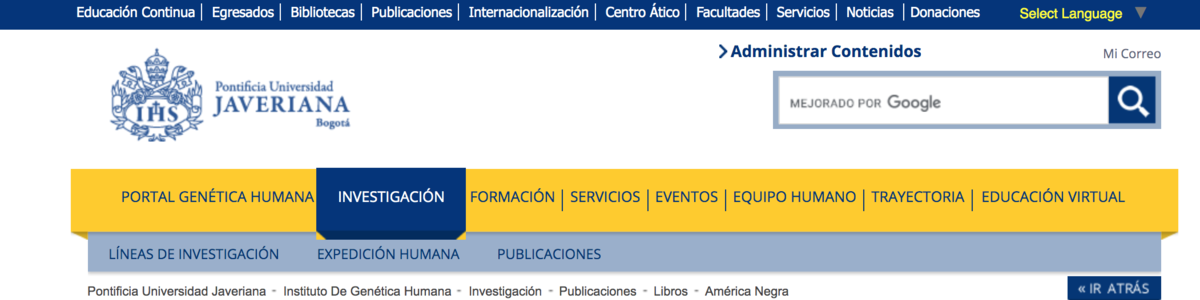 Educación Continua | Egresados | Bibliotecas | Publicaciones | Internacionalización | Centro Ático | Facultades | Servicios | Noticias | Donaciones Select Language ▼
Administrar Contenidos
Mi Correo
Pontificia Universidad
JAVERIANA
Bogotá
IHS
MEJORADO POR Google
PORTAL GENÉTICA HUMANA INVESTIGACIÓN FORMACIÓN | SERVICIOS | EVENTOS | EQUIPO HUMANO | TRAYECTORIA | EDUCACIÓN VIRTUAL
LÍNEAS DE INVESTIGACIÓN EXPEDICIÓN HUMANA PUBLICACIONES
Pontificia Universidad Javeriana - Instituto De Genética Humana - Investigación - Publicaciones - Libros - América Negra
« IR ATRÁS